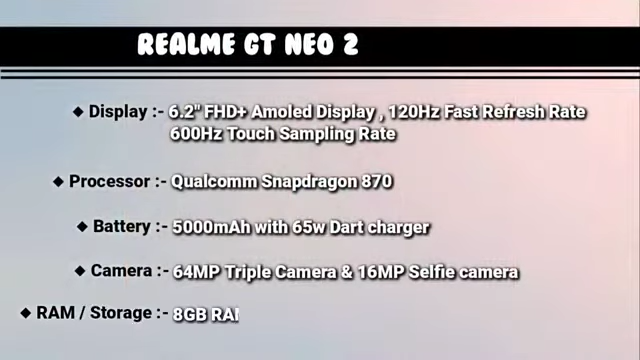 REALME GT NEO 2
◆ Display :- 6.2" FHD+ Amoled Display , 120Hz Fast Refresh Rate
600Hz Touch Sampling Rate
◆ Processor :- Qualcomm Snapdragon 870
◆ Battery :- 5000mAh with 65w Dart charger
◆ Camera :- 64MP Triple Camera & 16MP Selfie camera
◆ RAM / Storage :- 8GB